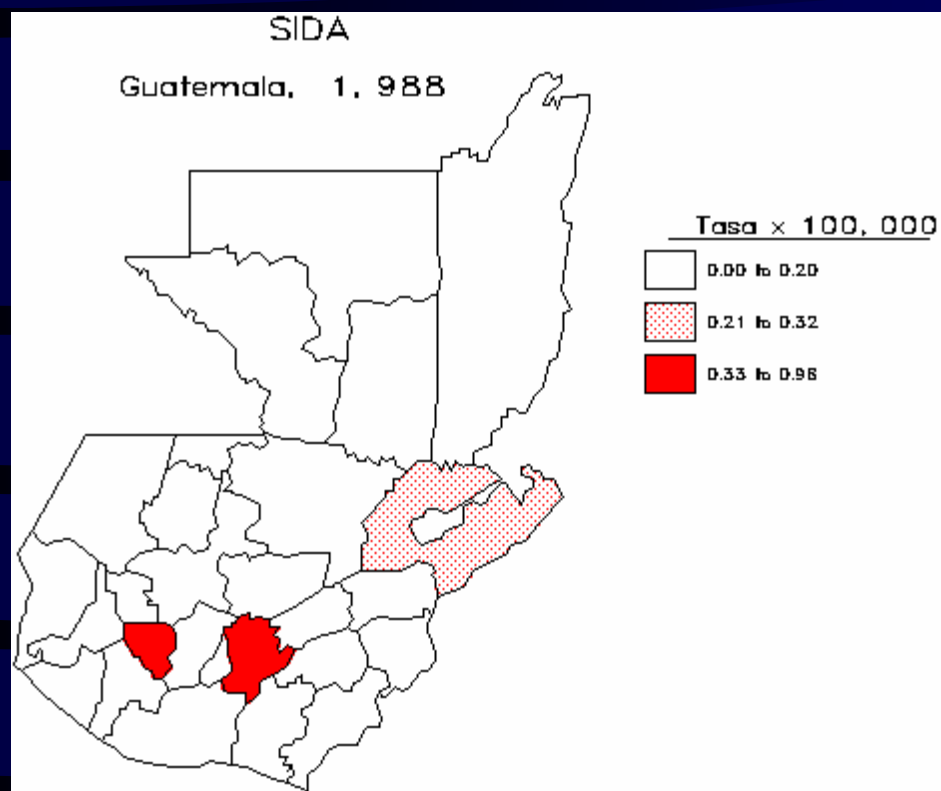 SIDA
Guatemala, 1,988
Tasa × 100,000
0.00 to 0.20
0.21 to 0.32
0.33 to 0.98